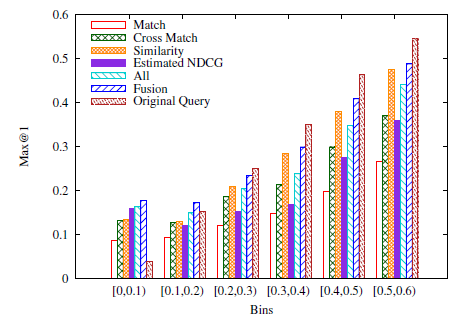 Max@1
0.6
0.5
0.4
0.3
0.2
0.1
0
Match
Cross Match
Similarity
Estimated NDCG
All
Fusion
Original Query
[0,0.1) [0.1,0.2) [0.2,0.3) [0.3,0.4) [0.4,0.5) [0.5,0.6)
Bins